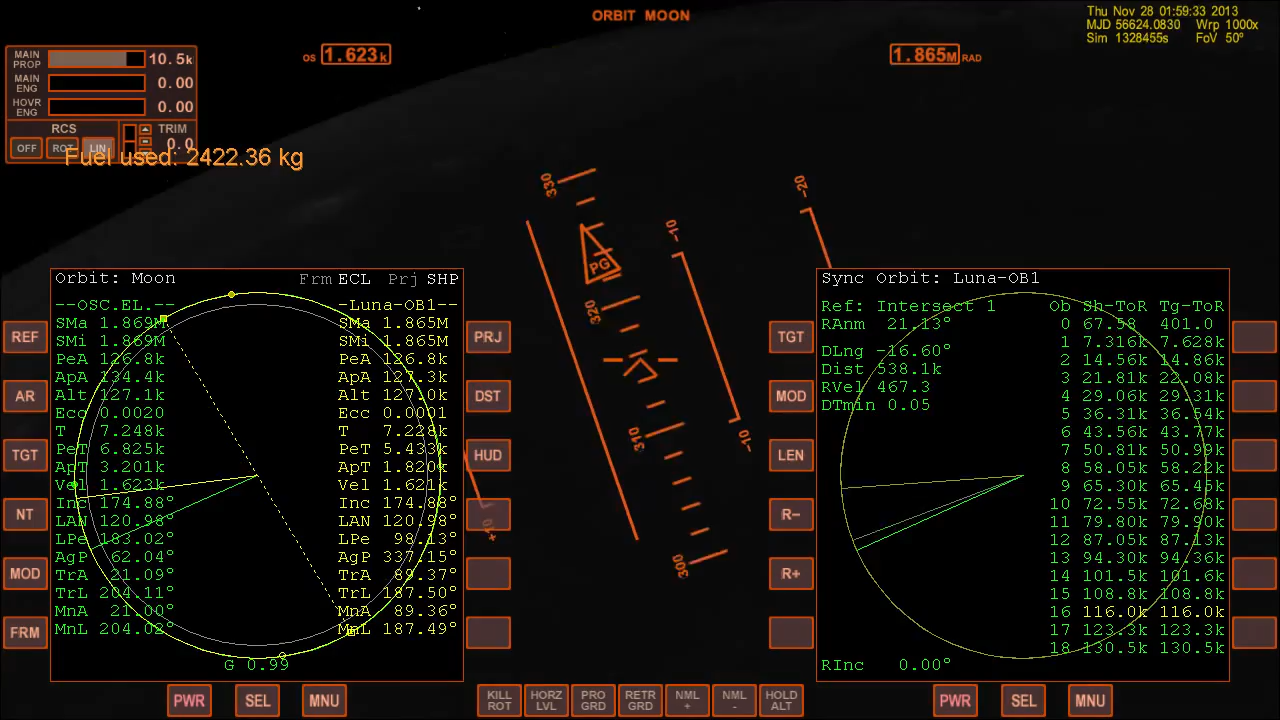 ORBIT MOON
Thu Nov 28 01:59:33 2013
MJD 56624.0830 Wrp 1000x
Sim 1328455s FoV 50°
MAIN PROP 10.5k
MAIN ENG 0.00
HOVR ENG 0.00
RCS TRIM
OFF ROT LIN 0.0
Fuel used: 2422.36 kg
OS 1.623k
1.865M RAD
330
PG
320
310
300
-10
-10
-20
+10
Orbit: Moon Frm ECL Prj SHP
--OSC.EL.-- -Luna-OB1--
SMa 1.869M SMa 1.865M
SMi 1.869M SMi 1.865M
PeA 126.8k PeA 126.8k
ApA 134.4k ApA 127.3k
Alt 127.1k Alt 127.0k
Ecc 0.0020 Ecc 0.0001
T 7.248k T 7.228k
PeT 6.825k PeT 5.433k
ApT 3.201k ApT 1.820k
Vel 1.623k Vel 1.621k
Inc 174.88° Inc 174.88°
LAN 120.98° LAN 120.98°
LPe 183.02° LPe 98.13°
AgP 62.04° AgP 337.15°
TrA 21.09° TrA 89.37°
TrL 204.11° TrL 187.50°
MnA 21.00° MnA 89.36°
MnL 204.02° MnL 187.49°
G 0.99
REF
AR
TGT
NT
MOD
FRM
PRJ
DST
HUD
PWR SEL MNU
KILL ROT
HORZ LVL
PRO GRD
RETR GRD
NML +
NML -
HOLD ALT
Sync Orbit: Luna-OB1
Ref: Intersect 1
RAnm 21.13°
DLng -16.60°
Dist 538.1k
RVel 467.3
DTmin 0.05
Ob Sh-ToR Tg-ToR
0 67.58 401.0
1 7.316k 7.628k
2 14.56k 14.86k
3 21.81k 22.08k
4 29.06k 29.31k
5 36.31k 36.54k
6 43.56k 43.77k
7 50.81k 50.99k
8 58.05k 58.22k
9 65.30k 65.45k
10 72.55k 72.68k
11 79.80k 79.90k
12 87.05k 87.13k
13 94.30k 94.36k
14 101.5k 101.6k
15 108.8k 108.8k
16 116.0k 116.0k
17 123.3k 123.3k
18 130.5k 130.5k
RInc 0.00°
TGT
MOD
LEN
R-
R+
PWR SEL MNU